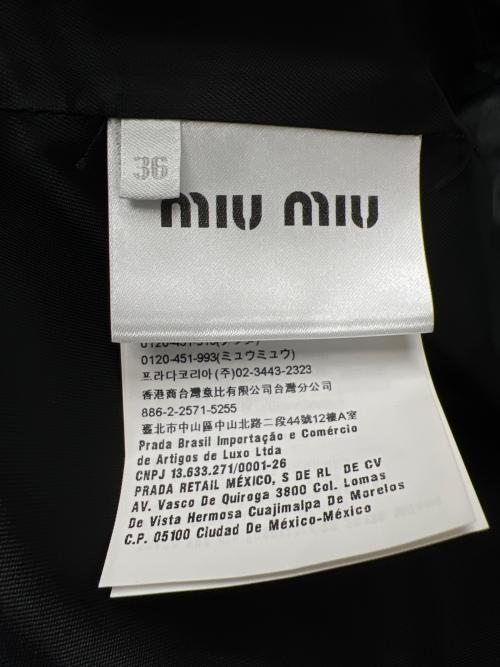 36
miu miu
0120-451-993(ミュウミュウ)
프라다코리아(주)02-3443-2323
香港商台灣意比有限公司台灣分公司
886-2-2571-5255
臺北市中山區中山北路二段44號12樓A室
Prada Brasil Importação e Comércio
de Artigos de Luxo Ltda
CNPJ 13.633.271/0001-26
PRADA RETAIL MÉXICO, S DE RL DE CV
AV. Vasco De Quiroga 3800 Col. Lomas
De Vista Hermosa Cuajimalpa De Morelos
C.P. 05100 Ciudad De México-México